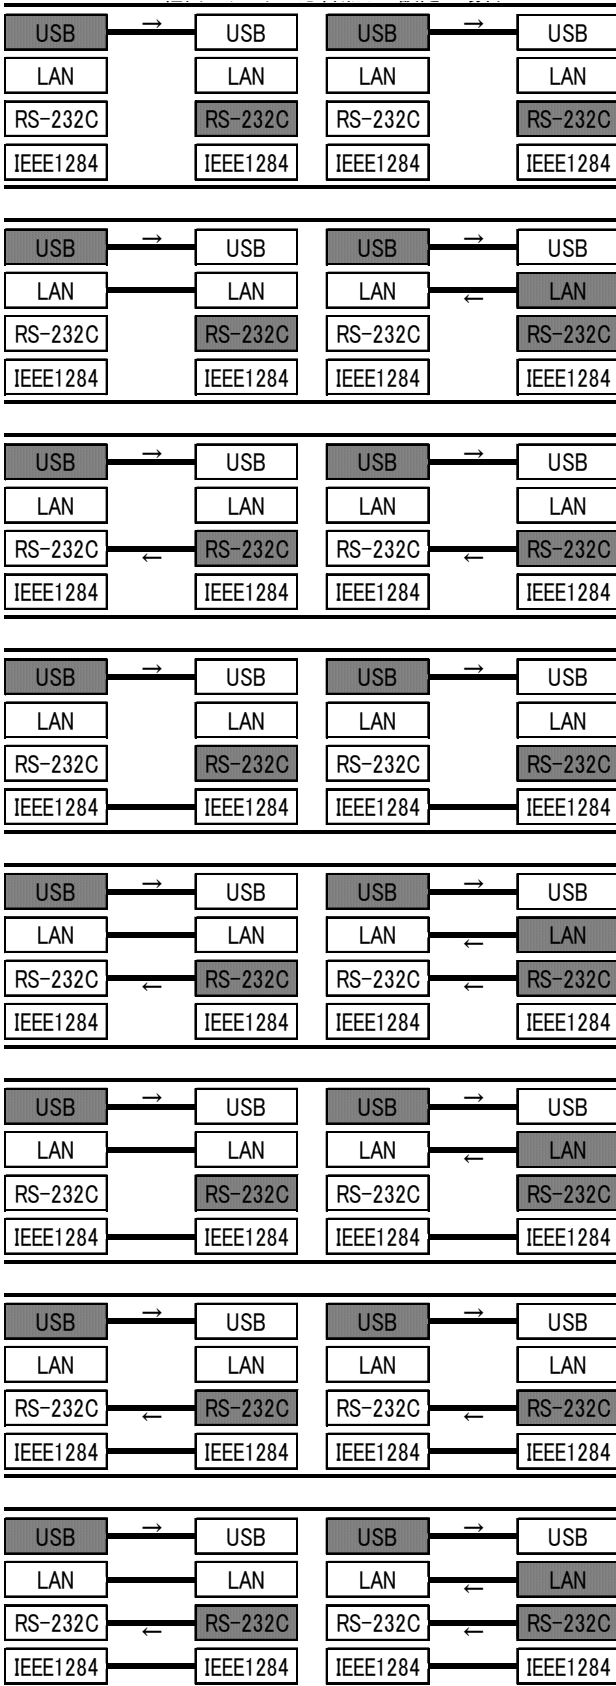 USB → USB USB → USB
LAN LAN LAN LAN
RS-232C RS-232C RS-232C RS-232C
IEEE1284 IEEE1284 IEEE1284 IEEE1284
USB → USB USB → USB
LAN LAN LAN ← LAN
RS-232C RS-232C RS-232C RS-232C
IEEE1284 IEEE1284 IEEE1284 IEEE1284
USB → USB USB → USB
LAN LAN LAN LAN
RS-232C ← RS-232C RS-232C ← RS-232C
IEEE1284 IEEE1284 IEEE1284 IEEE1284
USB → USB USB → USB
LAN LAN LAN LAN
RS-232C RS-232C RS-232C RS-232C
IEEE1284 IEEE1284 IEEE1284 IEEE1284
USB → USB USB → USB
LAN LAN LAN ← LAN
RS-232C ← RS-232C RS-232C ← RS-232C
IEEE1284 IEEE1284 IEEE1284 IEEE1284
USB → USB USB → USB
LAN LAN LAN ← LAN
RS-232C RS-232C RS-232C RS-232C
IEEE1284 IEEE1284 IEEE1284 IEEE1284
USB → USB USB → USB
LAN LAN LAN LAN
RS-232C ← RS-232C RS-232C ← RS-232C
IEEE1284 IEEE1284 IEEE1284 IEEE1284
USB → USB USB → USB
LAN LAN LAN ← LAN
RS-232C ← RS-232C RS-232C ← RS-232C
IEEE1284 IEEE1284 IEEE1284 IEEE1284